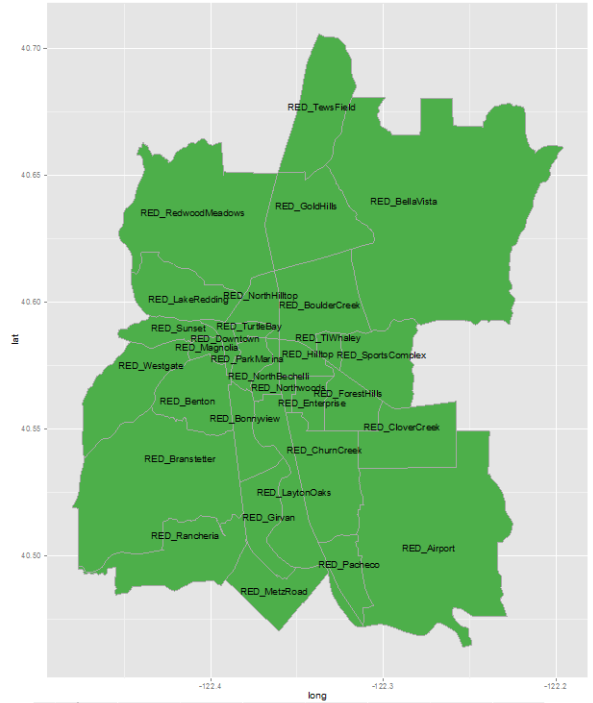 40.70
RED_TewsField
40.65
RED_BellaVista
RED_GoldHills
RED_RedwoodMeadows
RED_NorthHilltop
RED_LakeRedding
40.60
RED_BoulderCreek
RED_TurtleBay
RED_Sunset
RED_Downtown
RED_TIWhaley
lat
RED_Magnolia
RED_Hilltop
RED_SportsComplex
RED_ParkMarina
RED_Westgate
RED_NorthBechelli
RED_Northwoods
RED_ForestHills
RED_Benton
RED_Enterprise
RED_Bonnyview
40.55
RED_CloverCreek
RED_ChurnCreek
RED_Branstetter
RED_LaytonOaks
RED_Girvan
RED_Rancheria
RED_Airport
40.50
RED_Pacheco
RED_MetzRoad
-122.4
-122.3
-122.2
long